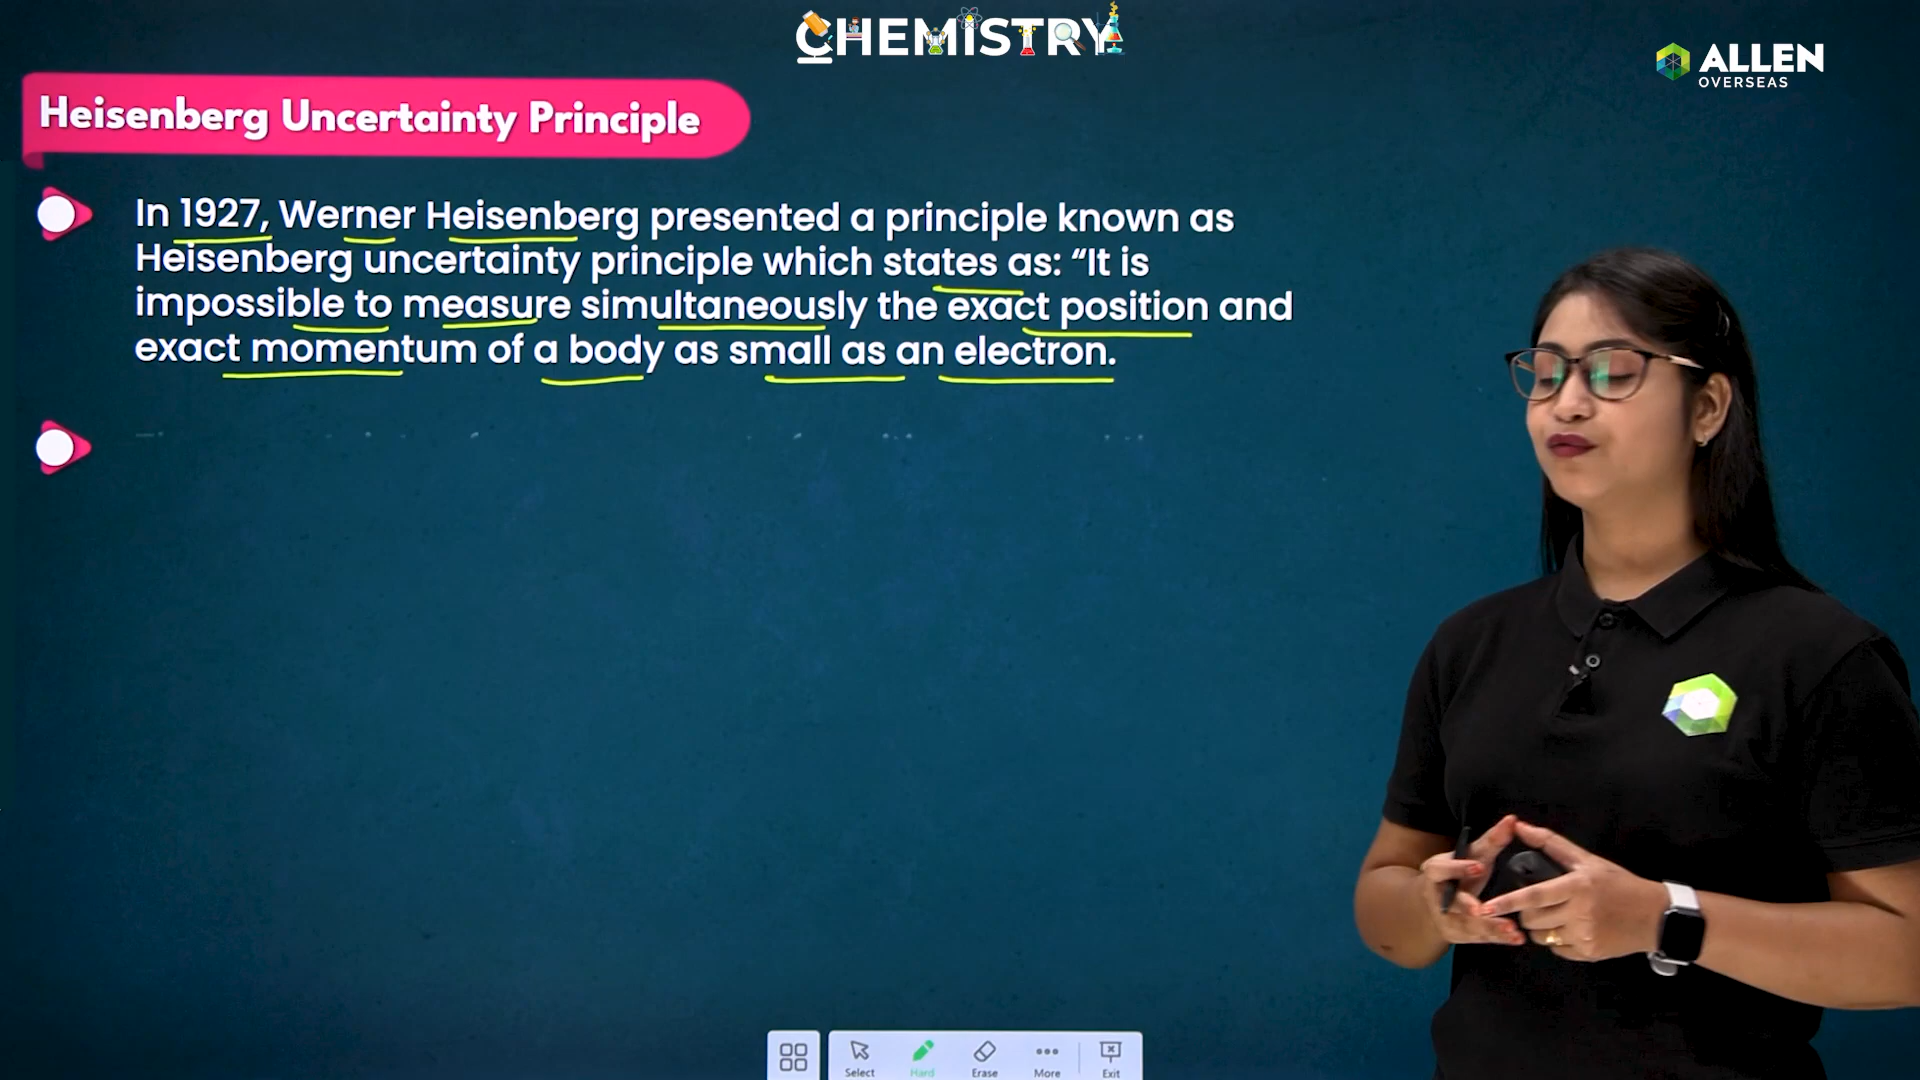 CHEMISTRY
ALLEN
OVERSEAS
Heisenberg Uncertainty Principle
In 1927, Werner Heisenberg presented a principle known as
Heisenberg uncertainty principle which states as: “It is
impossible to measure simultaneously the exact position and
exact momentum of a body as small as an electron.
Select
Hard
Erase
More
Exit